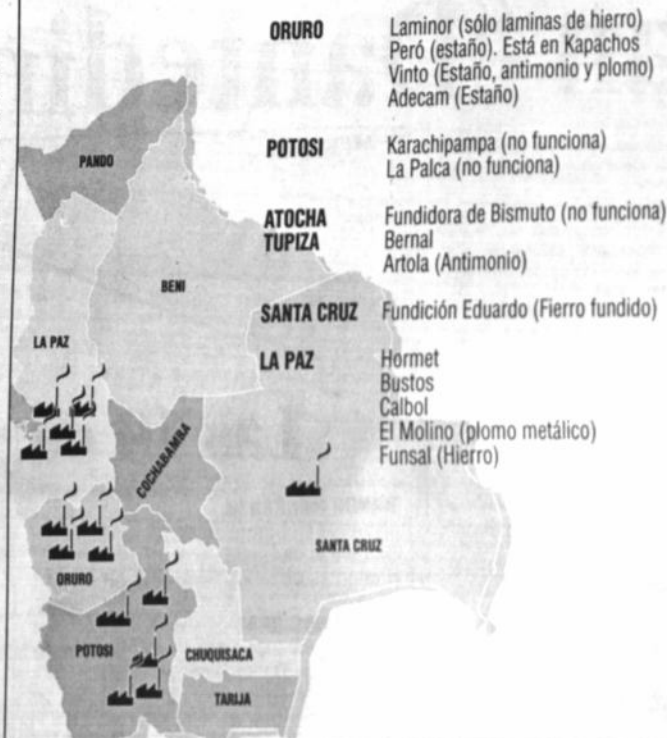 ORURO Laminor (sólo laminas de hierro)
Peró (estaño). Está en Kapachos
Vinto (Estaño, antimonio y plomo)
Adecam (Estaño)
POTOSI Karachipampa (no funciona)
La Palca (no funciona)
ATOCHA Fundidora de Bismuto (no funciona)
TUPIZA Bernal
Artola (Antimonio)
SANTA CRUZ Fundición Eduardo (Fierro fundido)
LA PAZ Hormet
Bustos
Calbol
El Molino (plomo metálico)
Funsal (Hierro)
PANDO
BENI
LA PAZ
COCHABAMBA
SANTA CRUZ
ORURO
POTOSI
CHUQUISACA
TARIJA